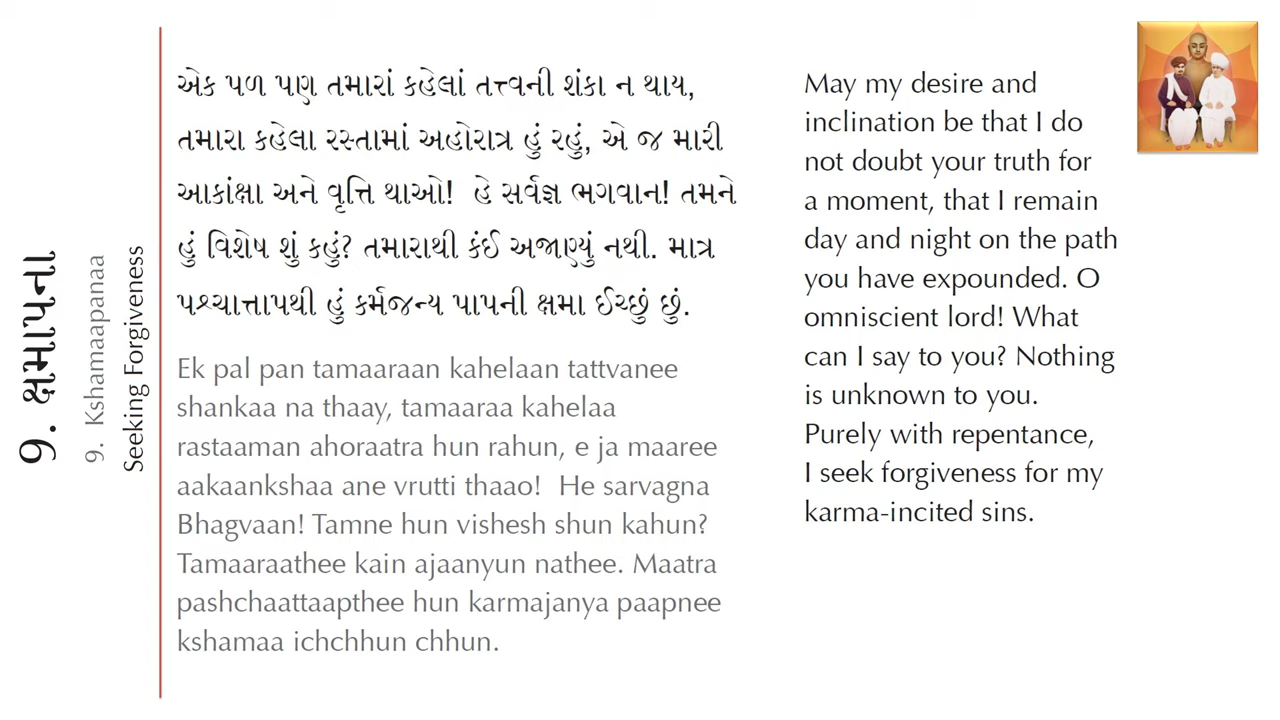 ૧. ક્ષમાપના
9. Kshamaapanaa
Seeking Forgiveness
એક પળ પણ તમારાં કહેલાં તત્ત્વની શંકા ન થાય,
તમારા કહેલા રસ્તામાં અહોરાત્ર હું રહું, એ જ મારી
આકાંક્ષા અને વૃત્તિ થાઓ!  હે સર્વજ્ઞ ભગવાન! તમને
હું વિશેષ શું કહું? તમારાથી કંઈ અજાણ્યું નથી. માત્ર
પશ્ચાત્તાપથી હું કર્મજન્ય પાપની ક્ષમા ઈચ્છું છું.
Ek pal pan tamaaraan kahelaan tattvanee
shankaa na thaay, tamaaraa kahelaa
rastaaman ahoraatra hun rahun, e ja maaree
aakaankshaa ane vrutti thaao!  He sarvagna
Bhagvaan! Tamne hun vishesh shun kahun?
Tamaaraathee kain ajaanyun nathee. Maatra
pashchaattaapthee hun karmajanya paapnee
kshamaa ichchhun chhun.
May my desire and
inclination be that I do
not doubt your truth for
a moment, that I remain
day and night on the path
you have expounded. O
omniscient lord! What
can I say to you? Nothing
is unknown to you.
Purely with repentance,
I seek forgiveness for my
karma-incited sins.